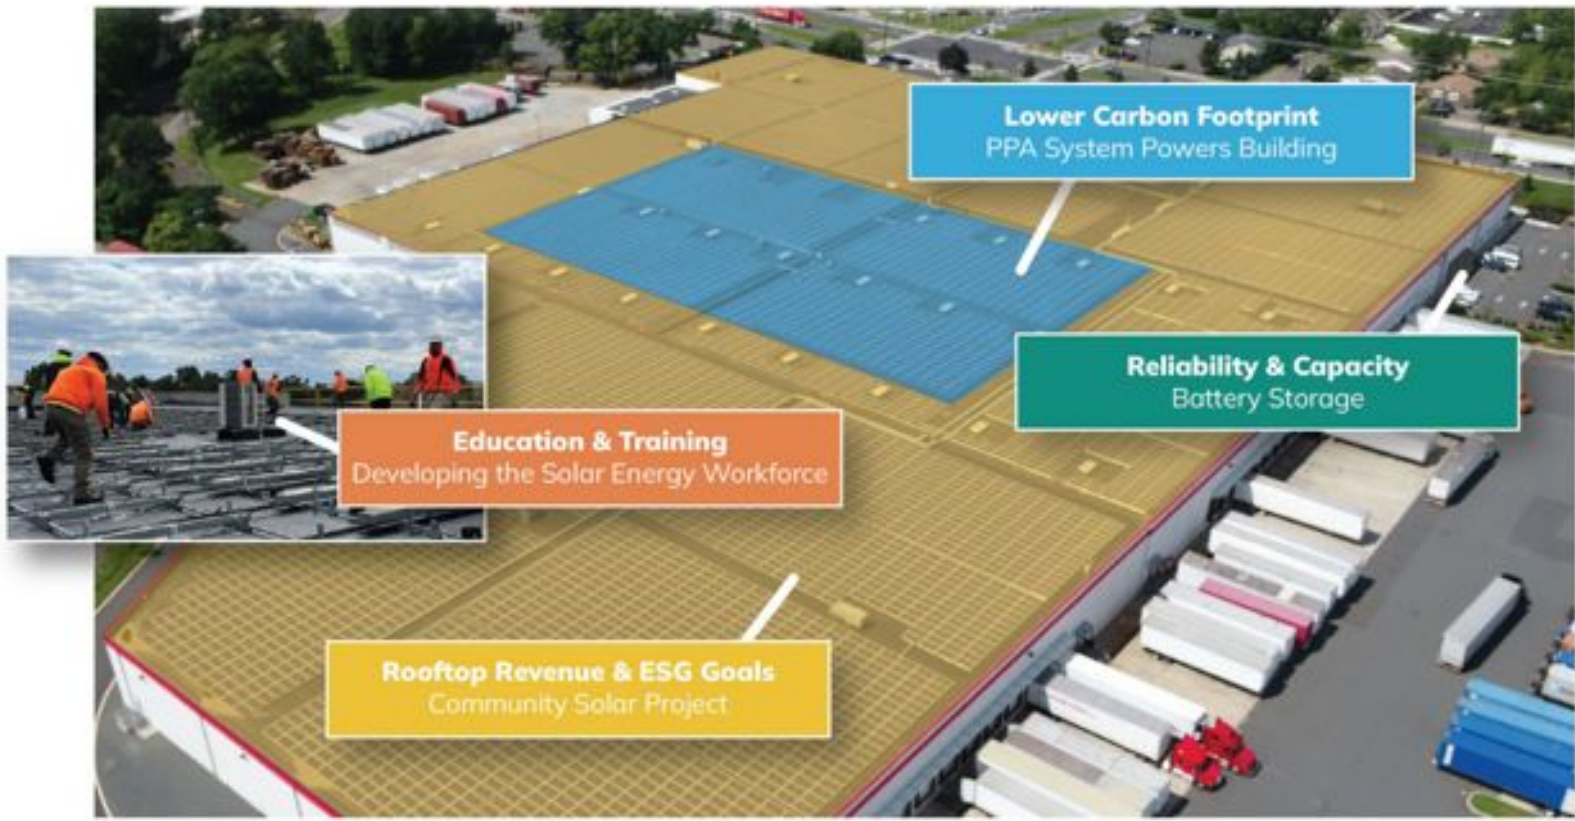 Lower Carbon Footprint
PPA System Powers Building
Reliability & Capacity
Battery Storage
Education & Training
Developing the Solar Energy Workforce
Rooftop Revenue & ESG Goals
Community Solar Project